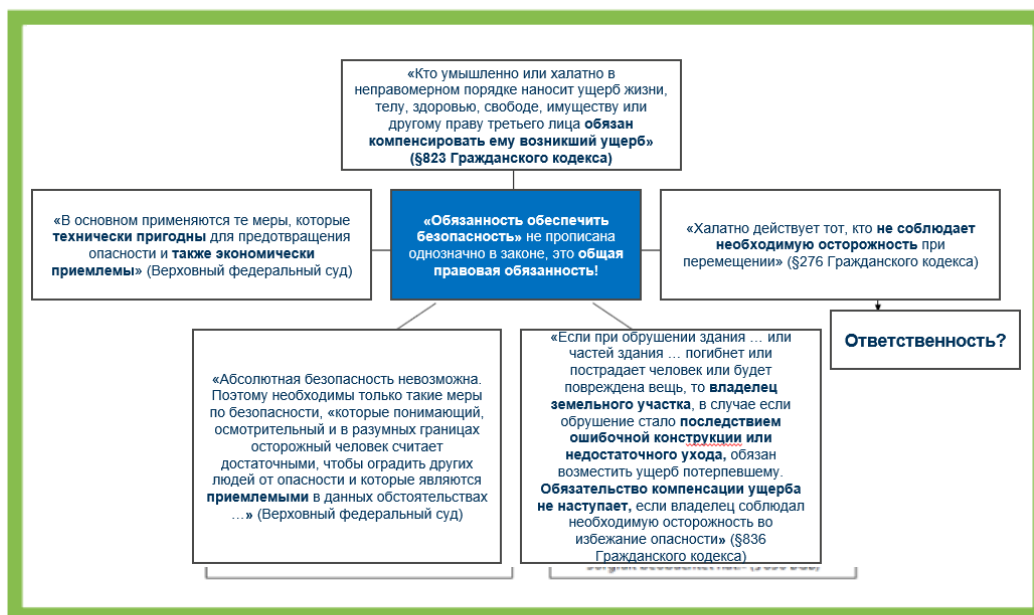 «Кто умышленно или халатно в
неправомерном порядке наносит ущерб жизни,
телу, здоровью, свободе, имуществу или
другому праву третьего лица обязан
компенсировать ему возникший ущерб»
(§823 Гражданского кодекса)
«В основном применяются те меры, которые
технически пригодны для предотвращения
опасности и также экономически
приемлемы» (Верховный федеральный суд)
«Обязанность обеспечить
безопасность» не прописана
однозначно в законе, это общая
правовая обязанность!
«Халатно действует тот, кто не соблюдает
необходимую осторожность при
перемещении» (§276 Гражданского кодекса)
Ответственность?
«Абсолютная безопасность невозможна.
Поэтому необходимы только такие меры
по безопасности, «которые понимающий,
осмотрительный и в разумных границах
осторожный человек считает
достаточными, чтобы оградить других
людей от опасности и которые являются
приемлемыми в данных обстоятельствах
…» (Верховный федеральный суд)
«Если при обрушении здания … или
частей здания … погибнет или
пострадает человек или будет
повреждена вещь, то владелец
земельного участка, в случае если
обрушение стало последствием
ошибочной конструкции или
недостаточного ухода, обязан
возместить ущерб потерпевшему.
Обязательство компенсации ущерба
не наступает, если владелец соблюдал
необходимую осторожность во
избежание опасности» (§836
Гражданского кодекса)